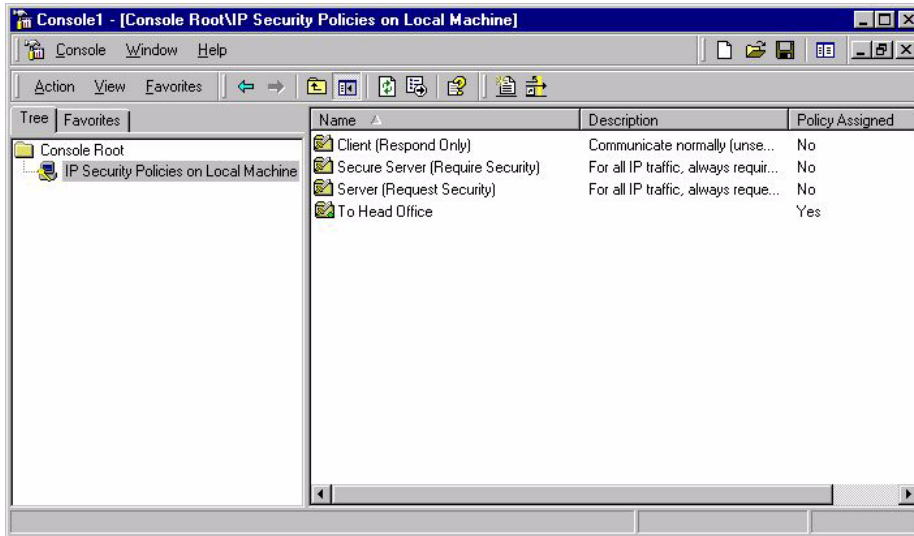 Console1 - [Console Root\IP Security Policies on Local Machine]
Console Window Help
Action View Favorites
Tree Favorites
Name Description Policy Assigned
Console Root
IP Security Policies on Local Machine
Client (Respond Only) Communicate normally (unse... No
Secure Server (Require Security) For all IP traffic, always requir... No
Server (Request Security) For all IP traffic, always reque... No
To Head Office Yes